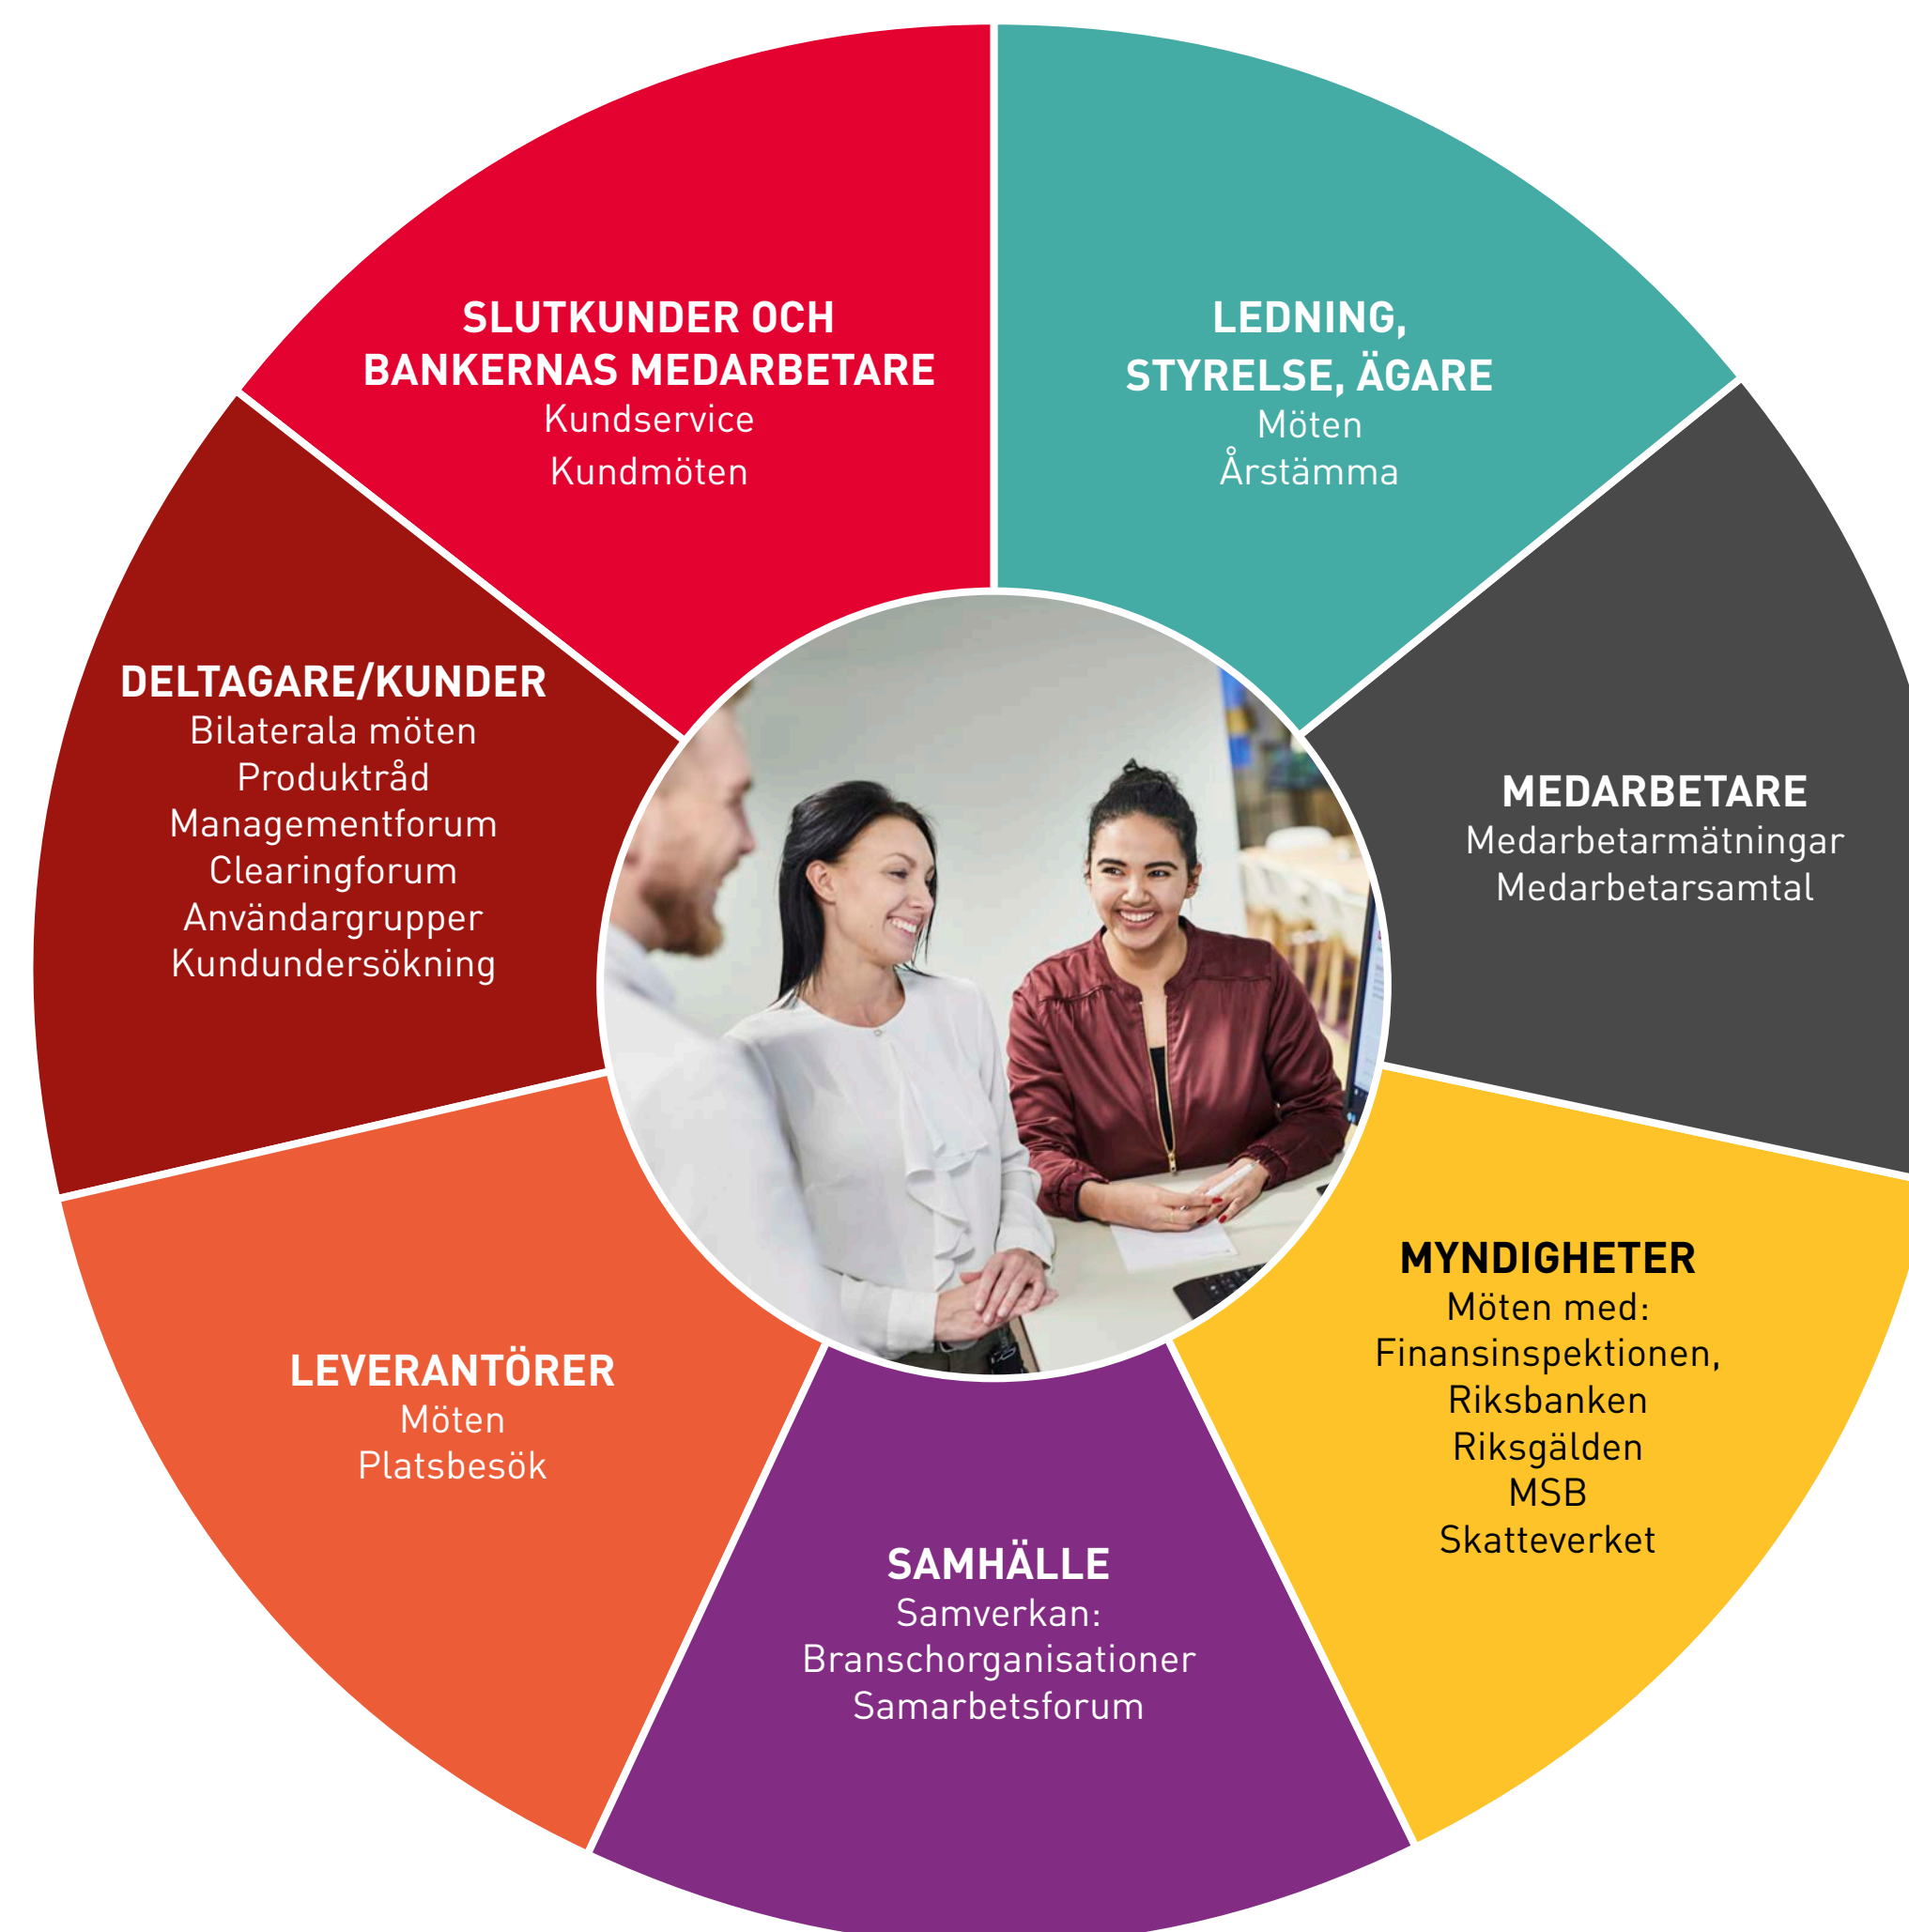 SLUTKUNDER OCH
BANKERNAS MEDARBETARE
Kundservice
Kundmöten
LEDNING,
STYRELSE, ÄGARE
Möten
Årstämma
MEDARBETARE
Medarbetarmätningar
Medarbetarsamtal
MYNDIGHETER
Möten med:
Finansinspektionen,
Riksbanken
Riksgälden
MSB
Skatteverket
SAMHÄLLE
Samverkan:
Branschorganisationer
Samarbetsforum
LEVERANTÖRER
Möten
Platsbesök
DELTAGARE/KUNDER
Bilaterala möten
Produktråd
Managementforum
Clearingforum
Användargrupper
Kundundersökning